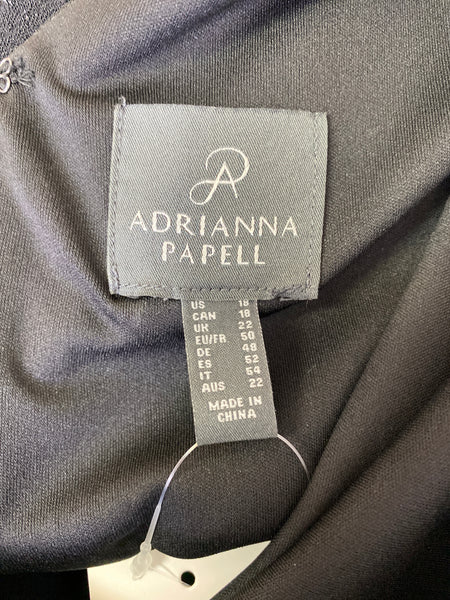 ADRIANNA
PAPELL
US 18
CAN 18
UK 22
EU/FR 50
DE 48
ES 52
IT 54
AUS 22
MADE IN
CHINA